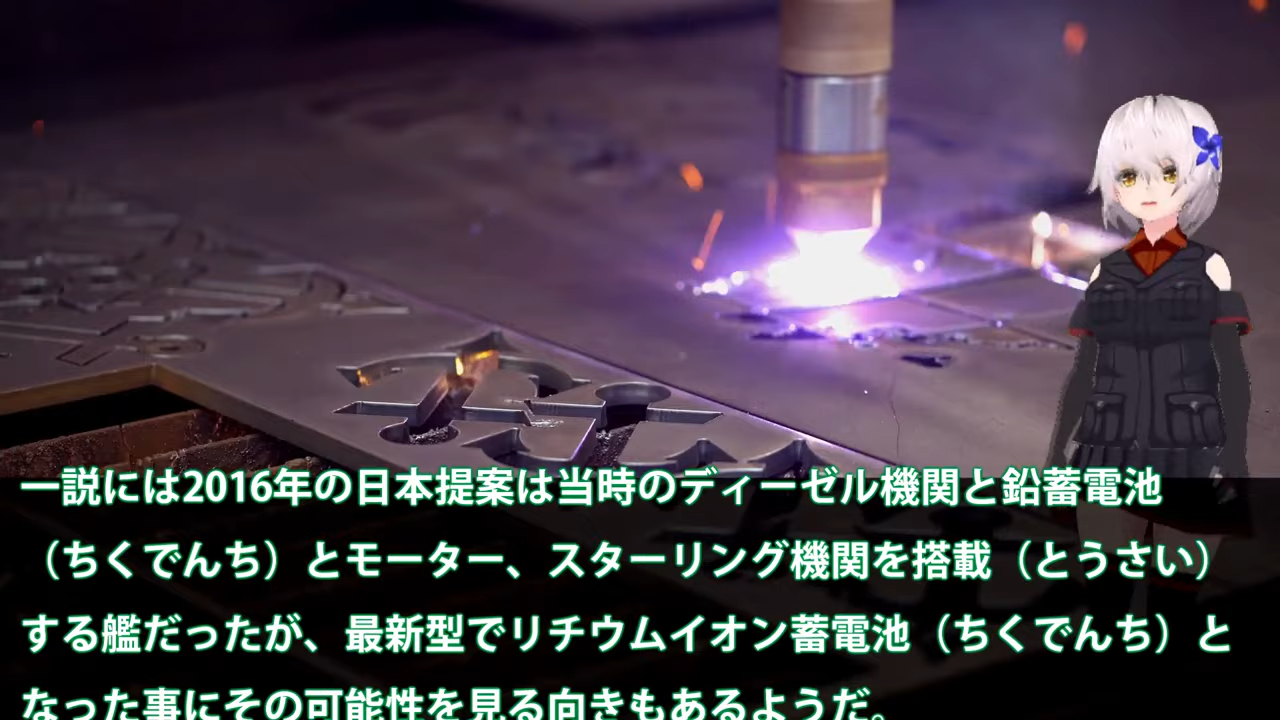 一説には2016年の日本提案は当時のディーゼル機関と鉛蓄電池
（ちくでんち）とモーター、スターリング機関を搭載（とうさい）
する艦だったが、最新型でリチウムイオン蓄電池（ちくでんち）と
なった事にその可能性を見る向きもあるようだ。